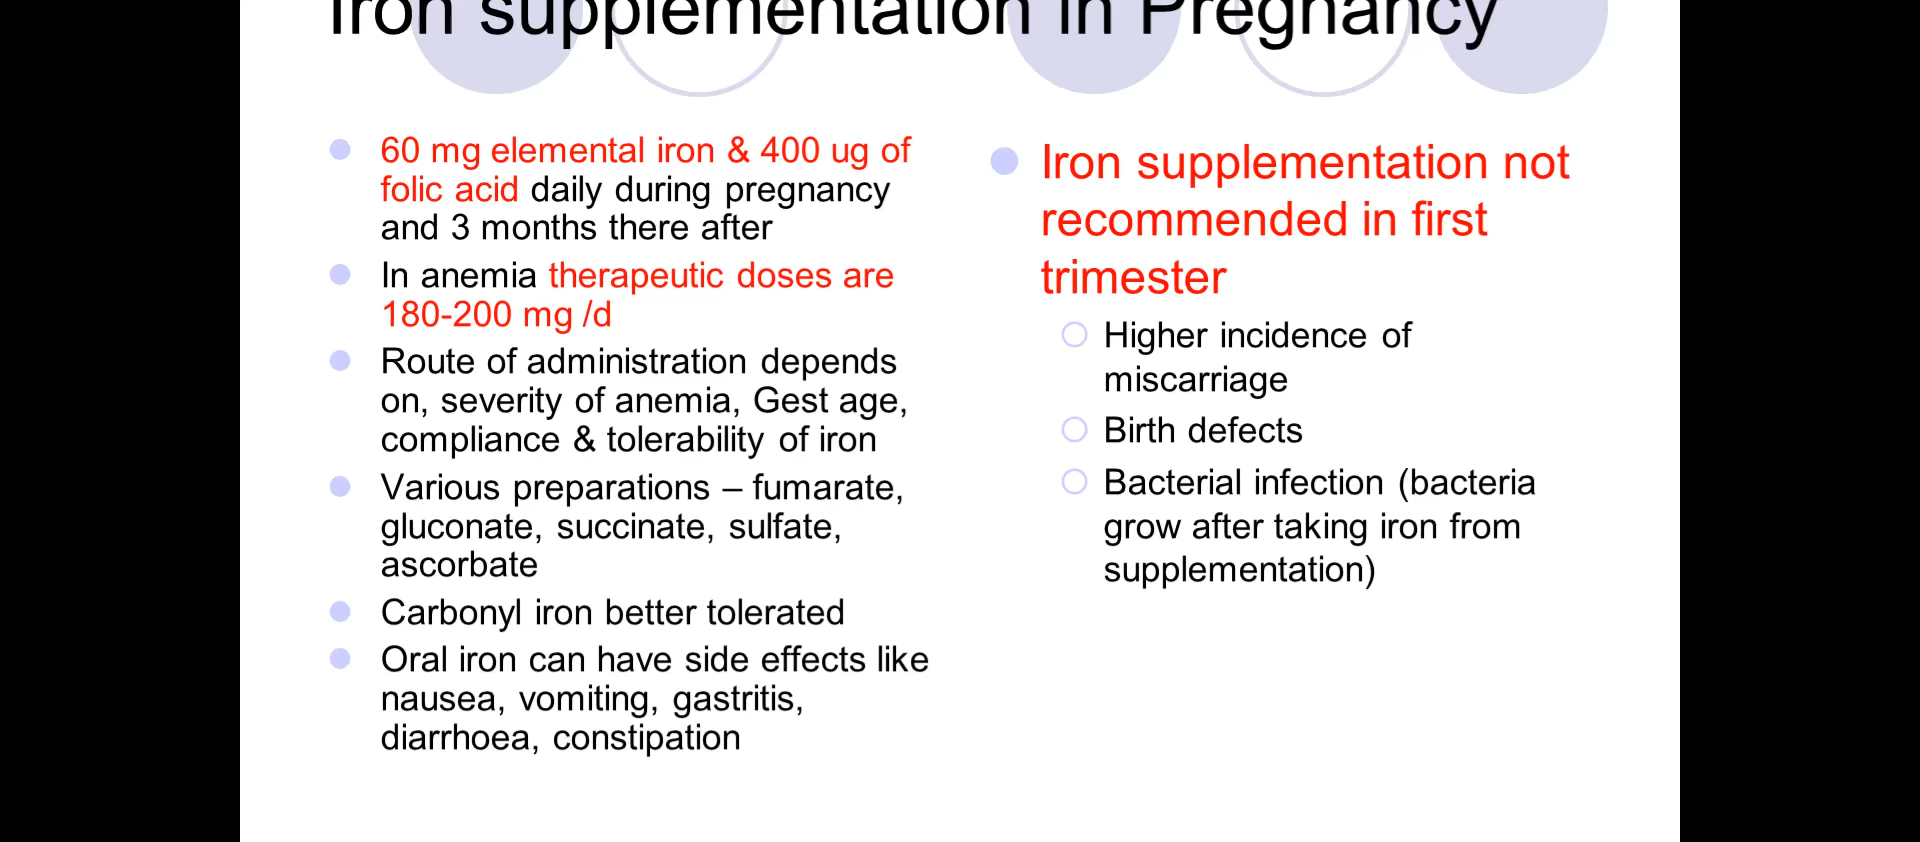 Iron supplementation in Pregnancy
60 mg elemental iron & 400 ug of
folic acid daily during pregnancy
and 3 months there after
In anemia therapeutic doses are
180-200 mg /d
Route of administration depends
on, severity of anemia, Gest age,
compliance & tolerability of iron
Various preparations – fumarate,
gluconate, succinate, sulfate,
ascorbate
Carbonyl iron better tolerated
Oral iron can have side effects like
nausea, vomiting, gastritis,
diarrhoea, constipation
Iron supplementation not
recommended in first
trimester
Higher incidence of
miscarriage
Birth defects
Bacterial infection (bacteria
grow after taking iron from
supplementation)